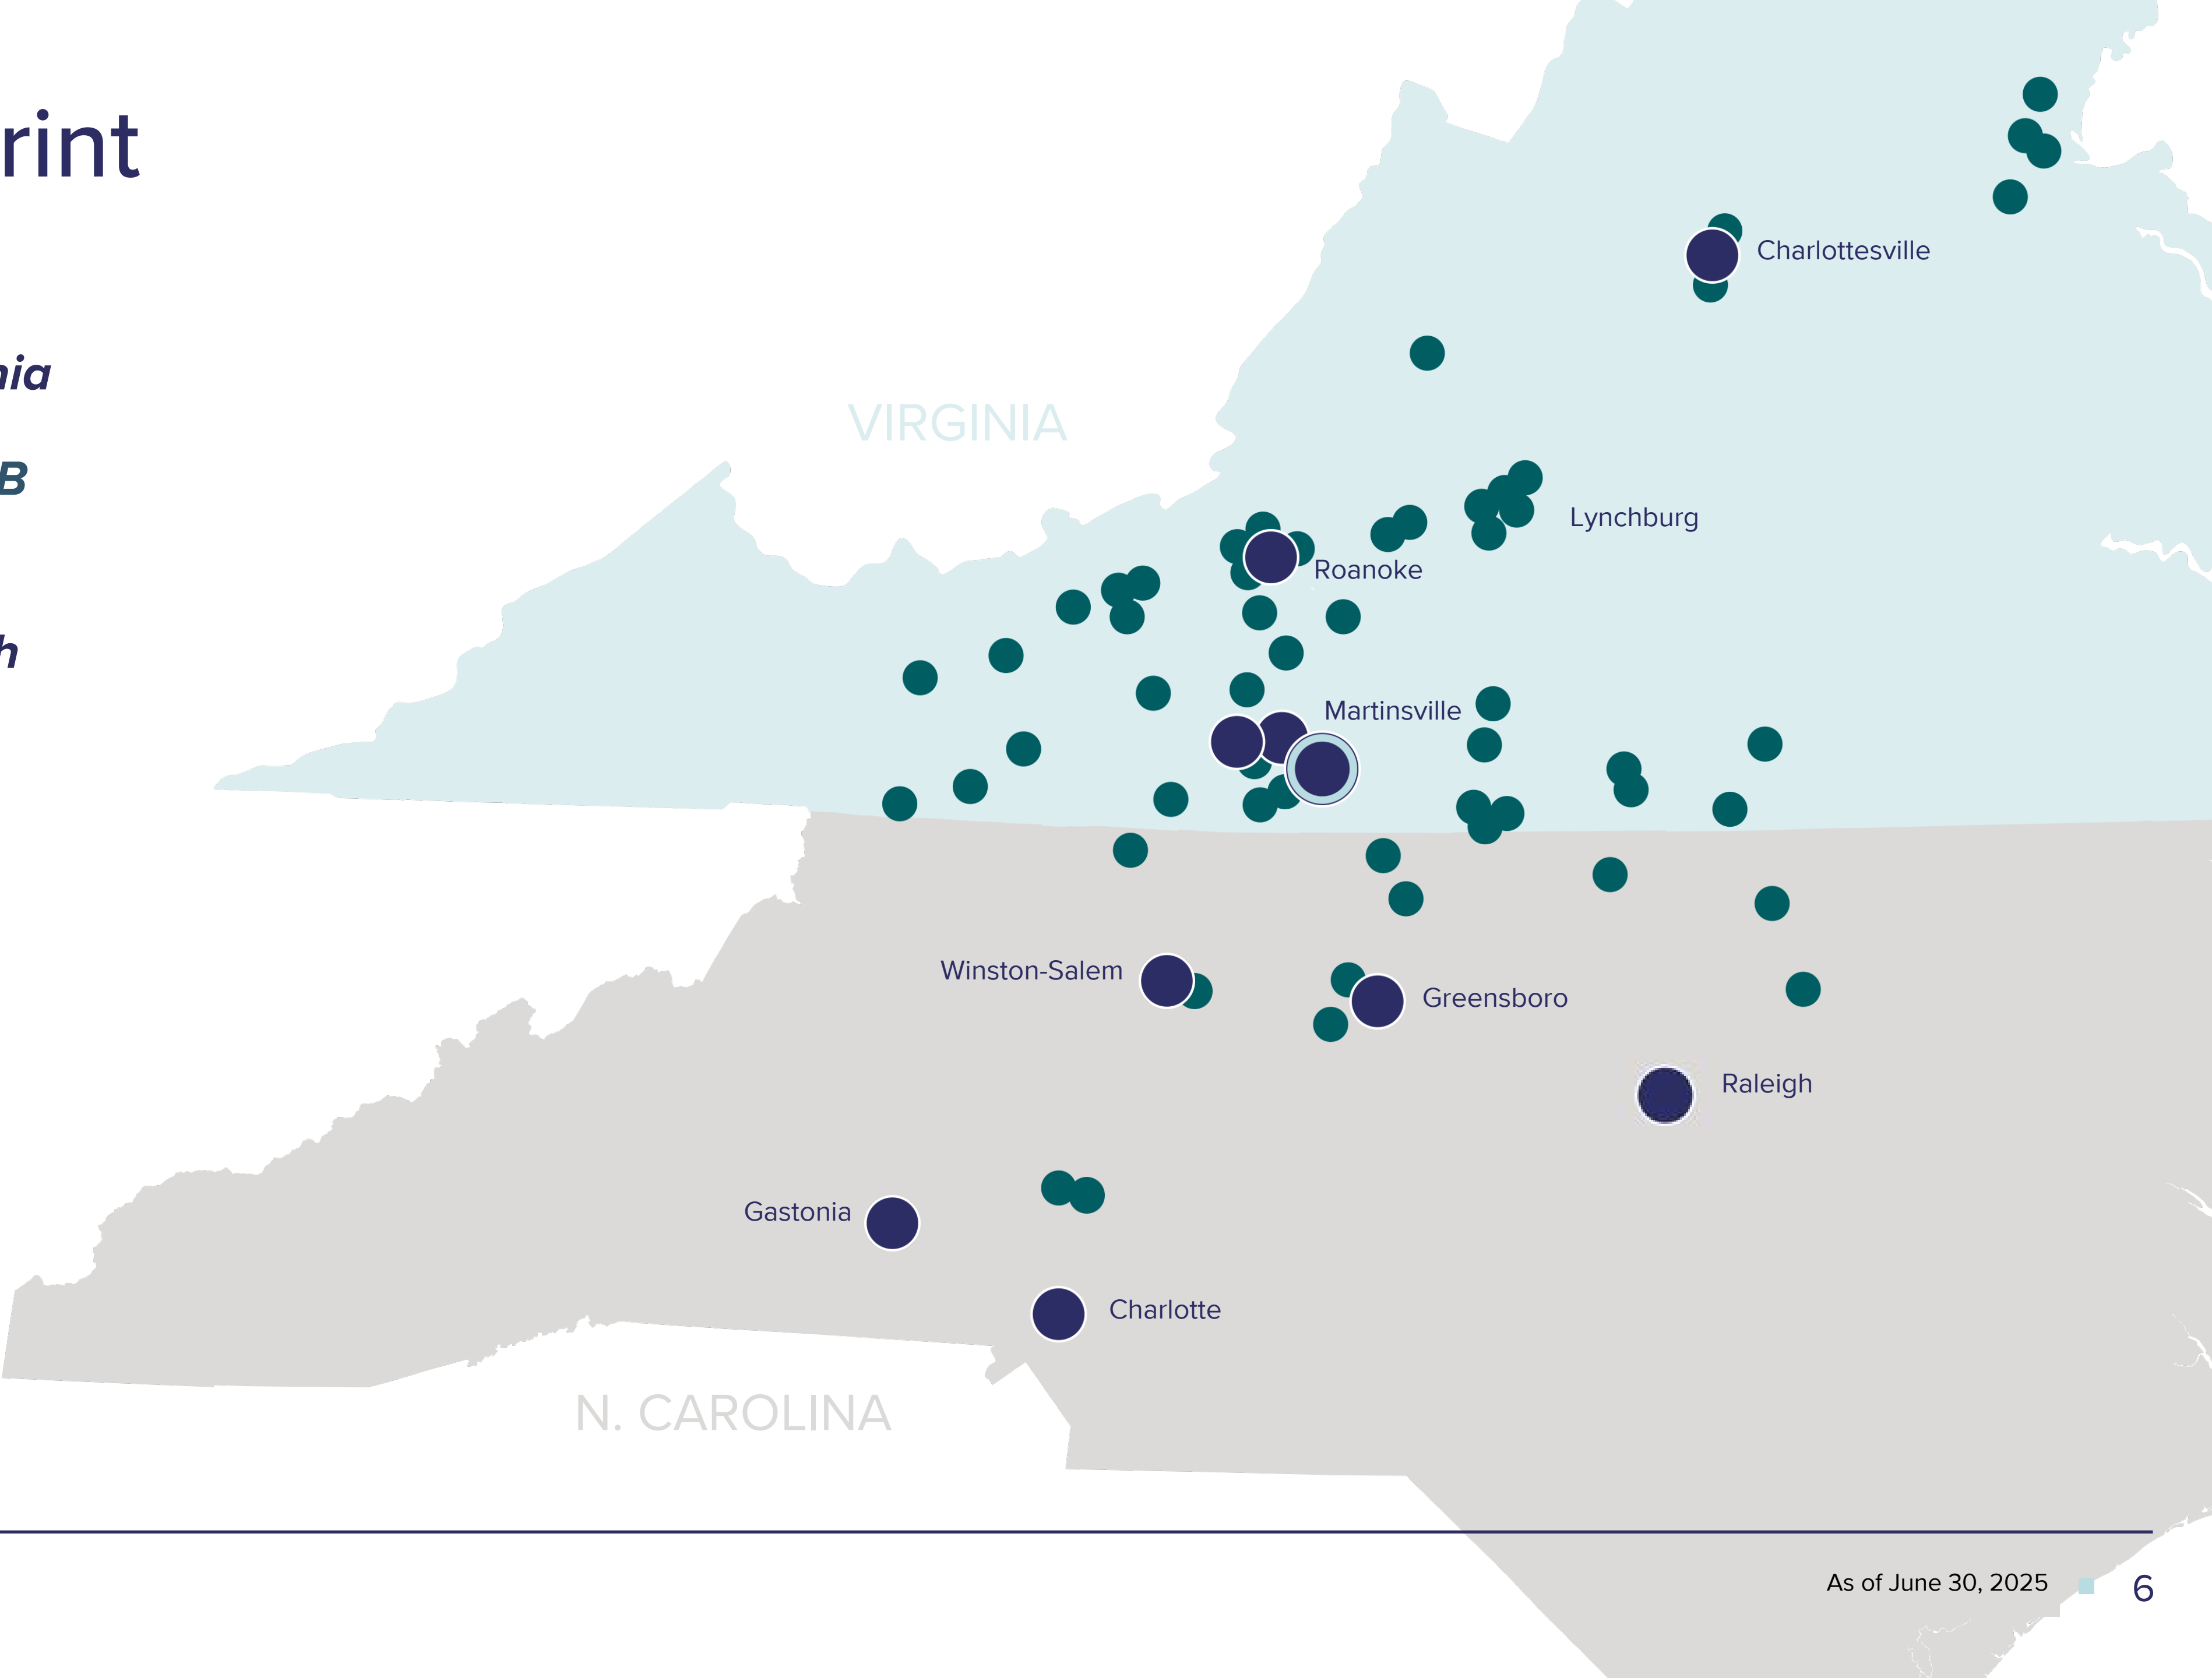 rint
nia
B
h
VIRGINIA
Charlottesville
Lynchburg
Roanoke
Martinsville
Winston-Salem
Greensboro
Raleigh
Gastonia
Charlotte
N. CAROLINA
As of June 30, 2025
6